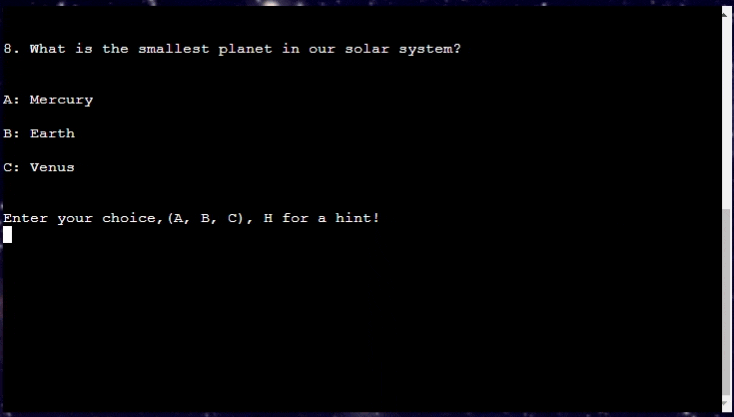 8. What is the smallest planet in our solar system?
A: Mercury
B: Earth
C: Venus
Enter your choice,(A, B, C), H for a hint!